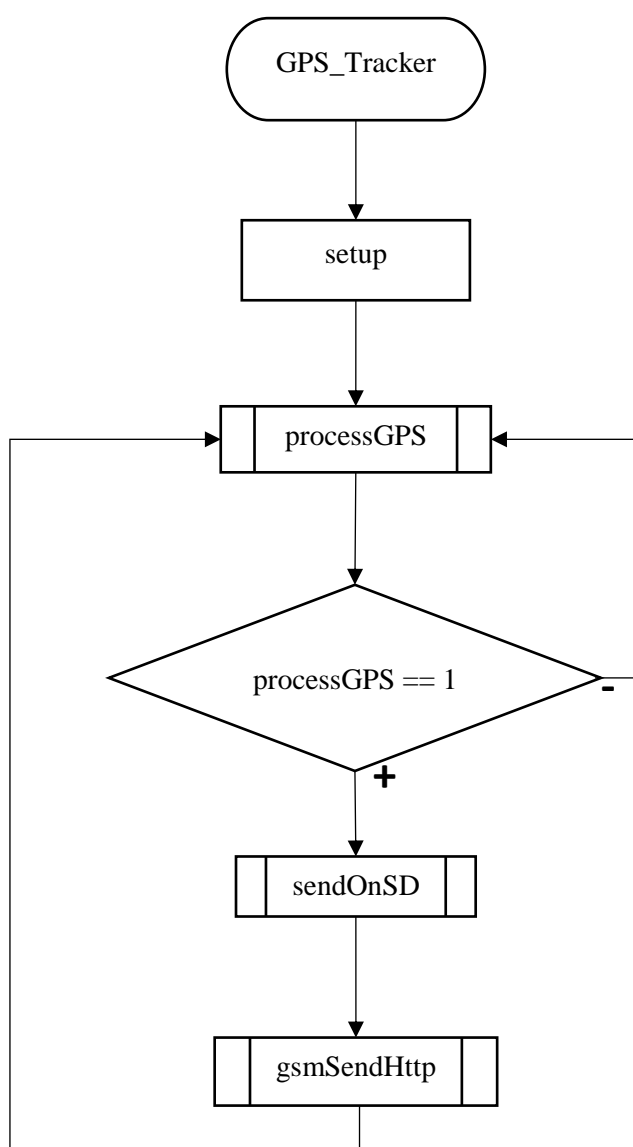 GPS_Tracker
setup
processGPS
processGPS == 1
-
+
sendOnSD
gsmSendHttp